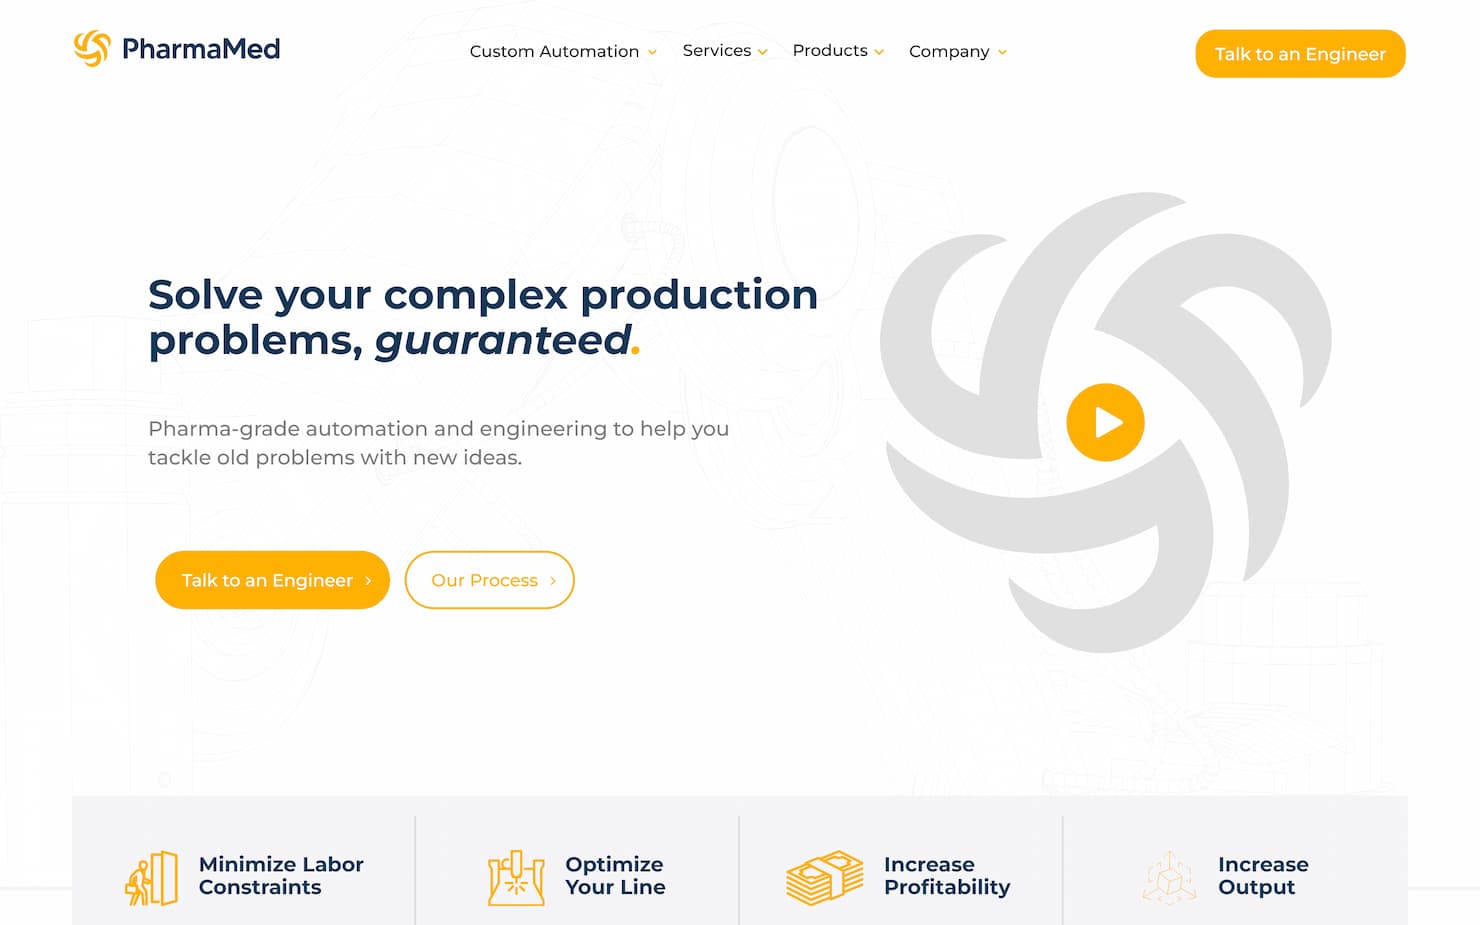 PharmaMed
Custom Automation
Services
Products
Company
Talk to an Engineer
Solve your complex production
problems, guaranteed.
Pharma-grade automation and engineering to help you
tackle old problems with new ideas.
Talk to an Engineer
Our Process
Minimize Labor
Constraints
Optimize
Your Line
Increase
Profitability
Increase
Output